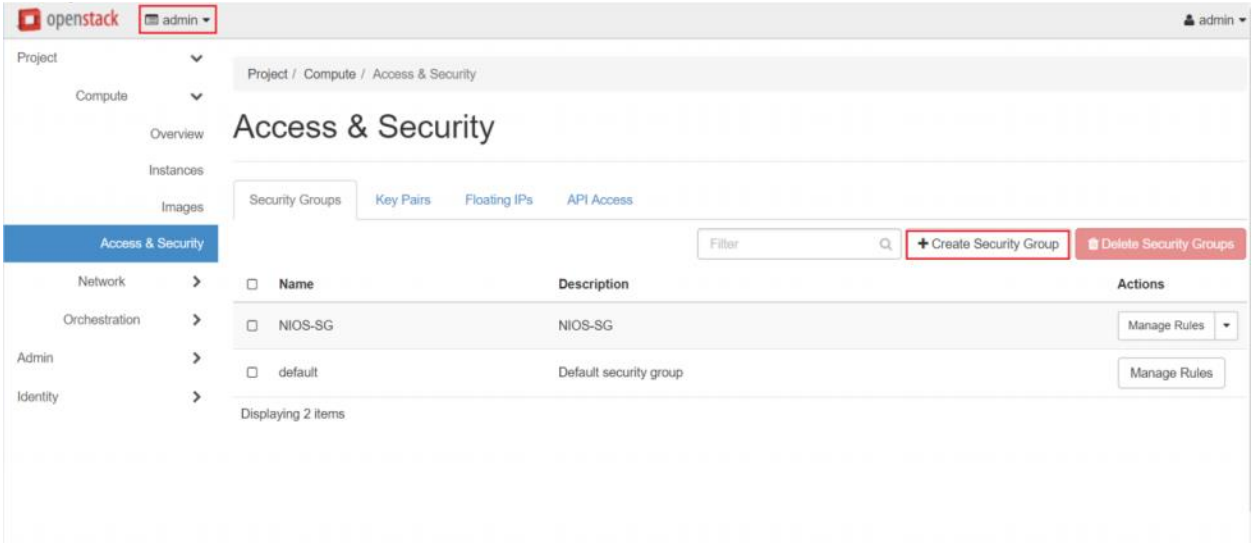 openstack admin admin
Project
Compute
Overview
Instances
Images
Access & Security
Network
Orchestration
Admin
Identity
Project / Compute / Access & Security
Access & Security
Security Groups Key Pairs Floating IPs API Access
Filter + Create Security Group Delete Security Groups
Name Description Actions
NIOS-SG NIOS-SG Manage Rules
default Default security group Manage Rules
Displaying 2 items